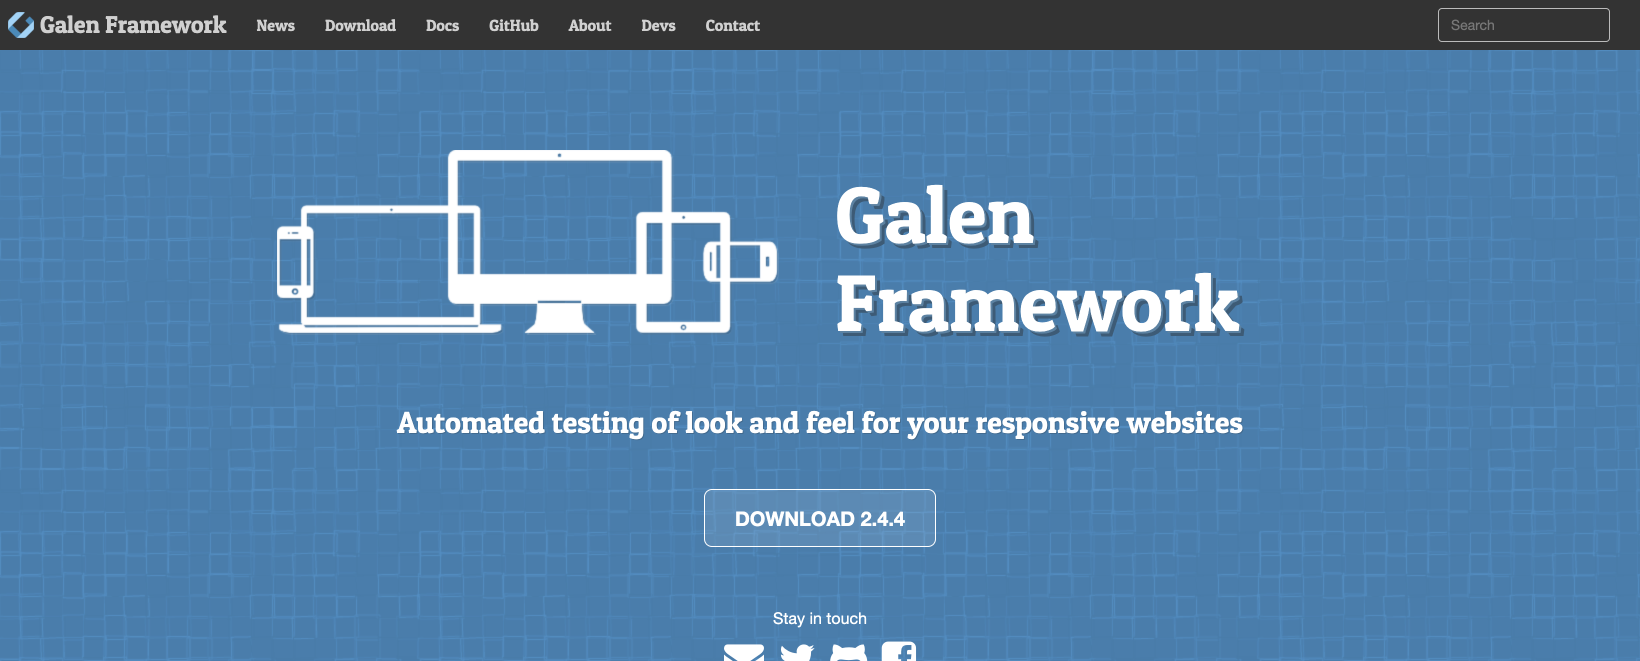 Galen Framework News Download Docs GitHub About Devs Contact Search
Galen
Framework
Automated testing of look and feel for your responsive websites
DOWNLOAD 2.4.4
Stay in touch